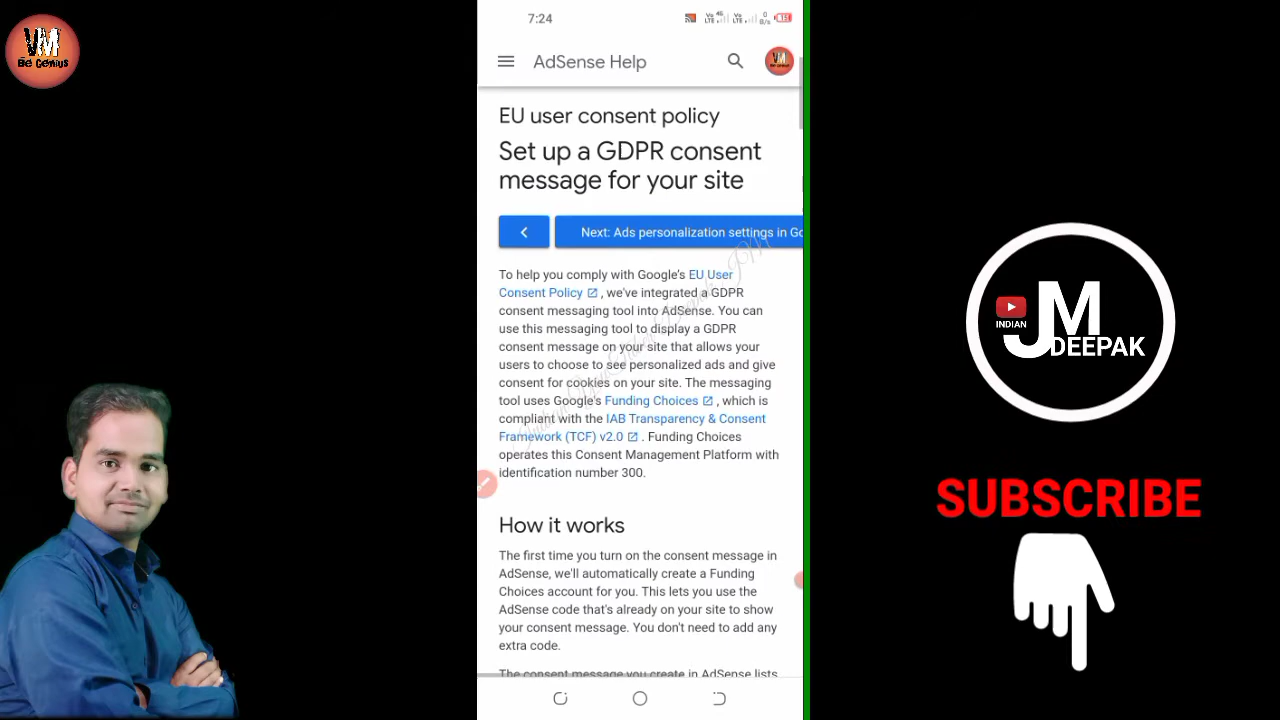 VM
Be Genius
7:24
AdSense Help
EU user consent policy
Set up a GDPR consent
message for your site
Next: Ads personalization settings in Go
To help you comply with Google's EU User
Consent Policy , we've integrated a GDPR
consent messaging tool into AdSense. You can
use this messaging tool to display a GDPR
consent message on your site that allows your
users to choose to see personalized ads and give
consent for cookies on your site. The messaging
tool uses Google's Funding Choices , which is
compliant with the IAB Transparency & Consent
Framework (TCF) v2.0 . Funding Choices
operates this Consent Management Platform with
identification number 300.
How it works
The first time you turn on the consent message in
AdSense, we'll automatically create a Funding
Choices account for you. This lets you use the
AdSense code that's already on your site to show
your consent message. You don't need to add any
extra code.
The consent message you create in AdSense lists
INDIAN
JM
DEEPAK
SUBSCRIBE